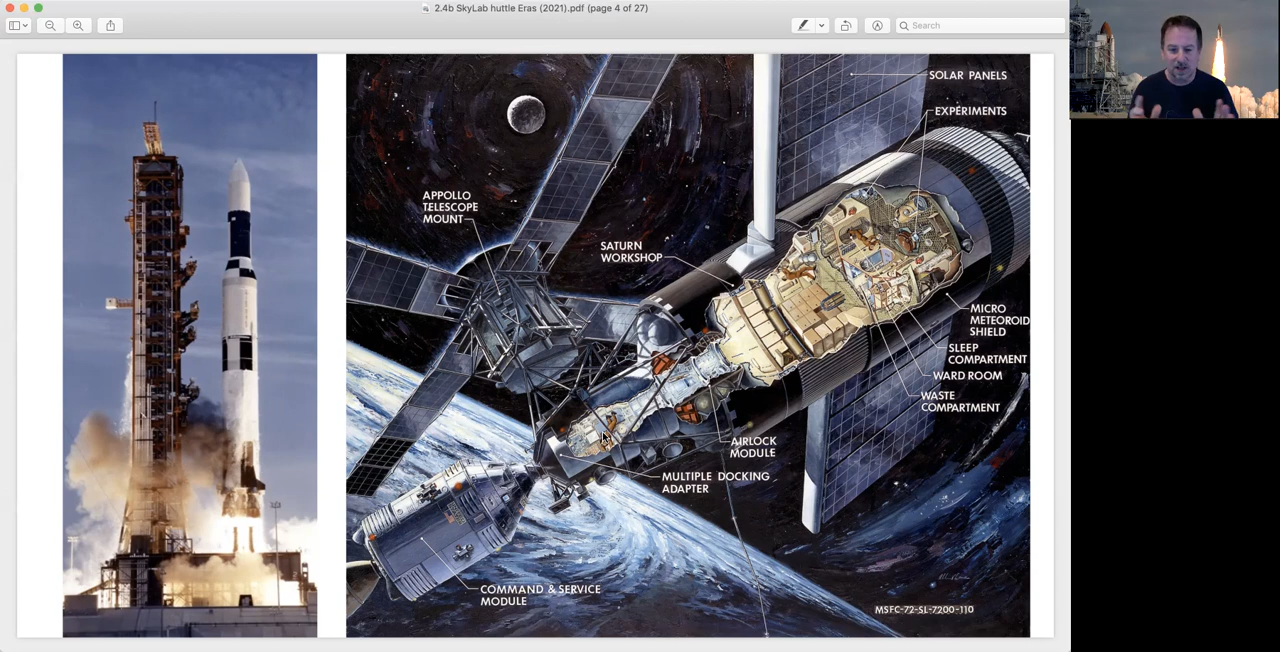 2.4b SkyLab huttle Eras (2021).pdf (page 4 of 27)
Search
SOLAR PANELS
EXPERIMENTS
APPOLLO
TELESCOPE
MOUNT
SATURN
WORKSHOP
MICRO
METEOROID
SHIELD
SLEEP
COMPARTMENT
WARD ROOM
WASTE
COMPARTMENT
AIRLOCK
MODULE
MULTIPLE DOCKING
ADAPTER
COMMAND & SERVICE
MODULE
MSFC-72-SL-7200-110